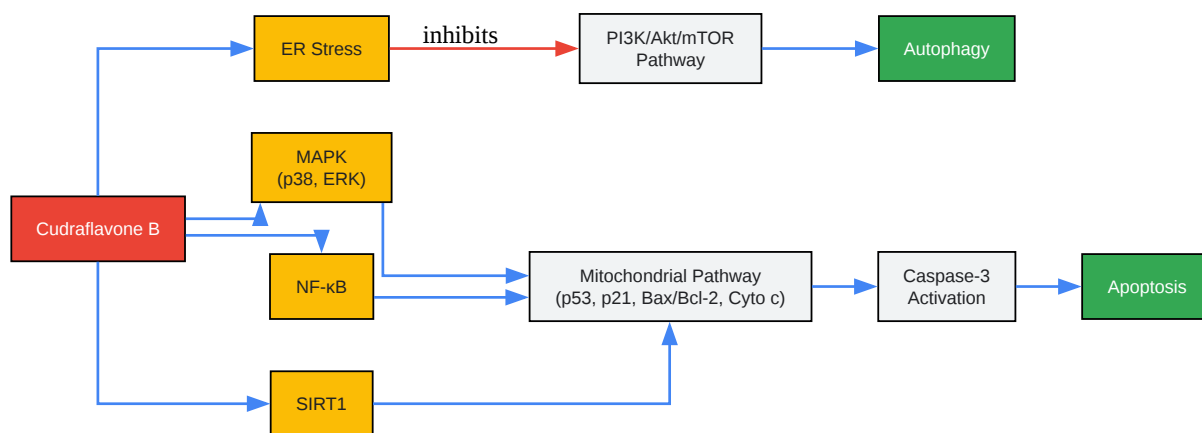 ER Stress
inhibits
PI3K/Akt/mTOR
Pathway
Autophagy
MAPK
(p38, ERK)
Cudraflavone B
NF-κB
Mitochondrial Pathway
(p53, p21, Bax/Bcl-2, Cyto c)
Caspase-3
Activation
Apoptosis
SIRT1